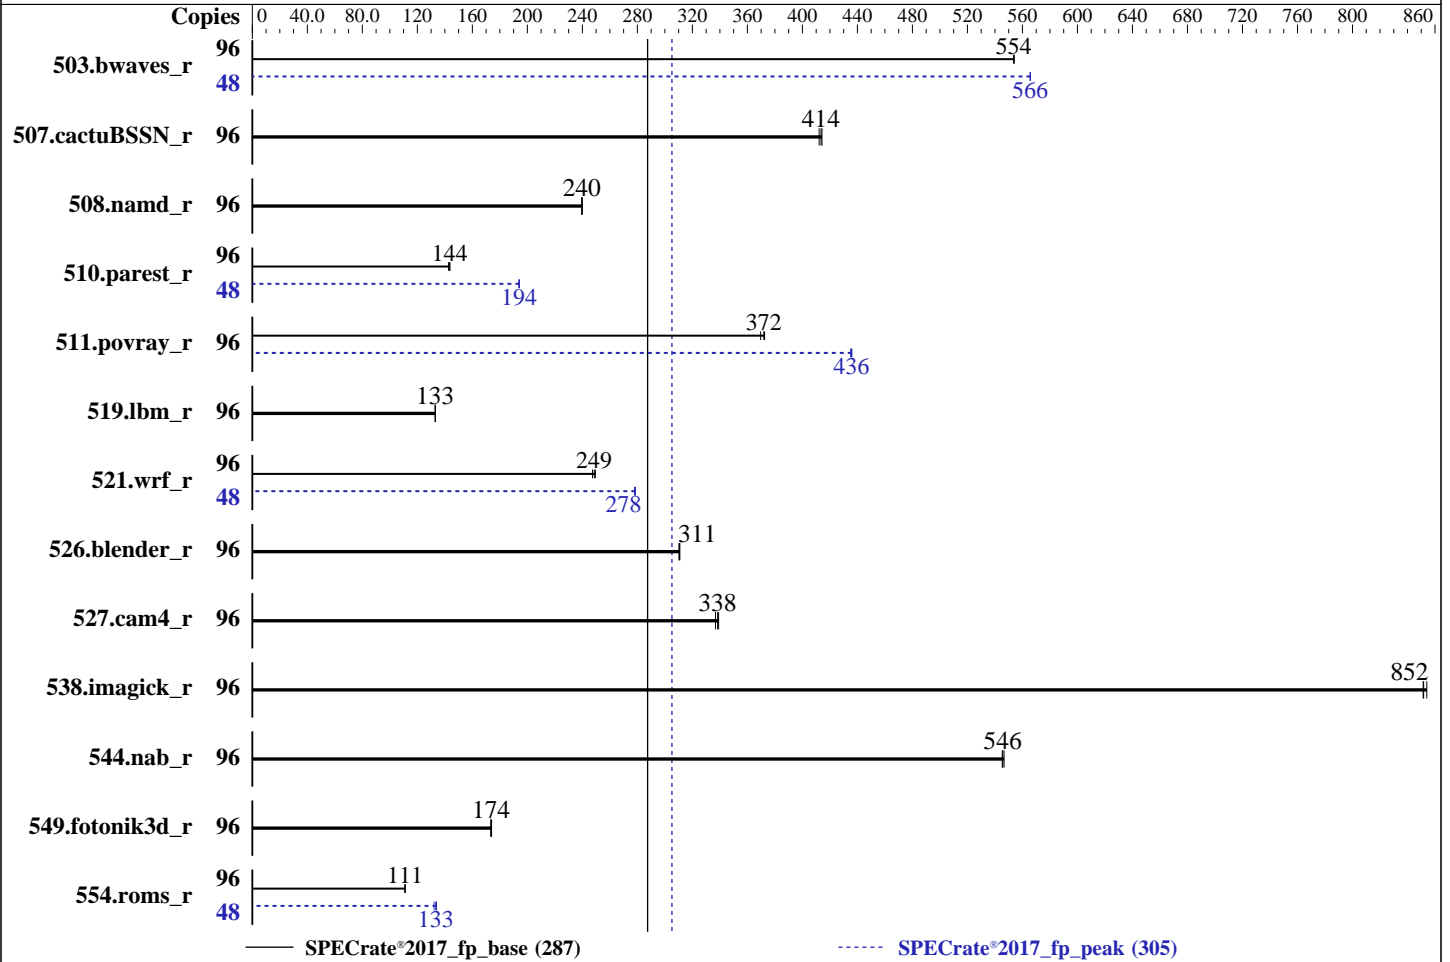 Copies 0 40.0 80.0 120 160 200 240 280 320 360 400 440 480 520 560 600 640 680 720 760 800 860
503.bwaves_r 96 554
48 566
507.cactuBSSN_r 96 414
508.namd_r 96 240
510.parest_r 96 144
48 194
511.povray_r 96 372
436
519.lbm_r 96 133
521.wrf_r 96 249
48 278
526.blender_r 96 311
527.cam4_r 96 338
538.imagick_r 96 852
544.nab_r 96 546
549.fotonik3d_r 96 174
554.roms_r 96 111
48 133
SPECrate®2017_fp_base (287) SPECrate®2017_fp_peak (305)